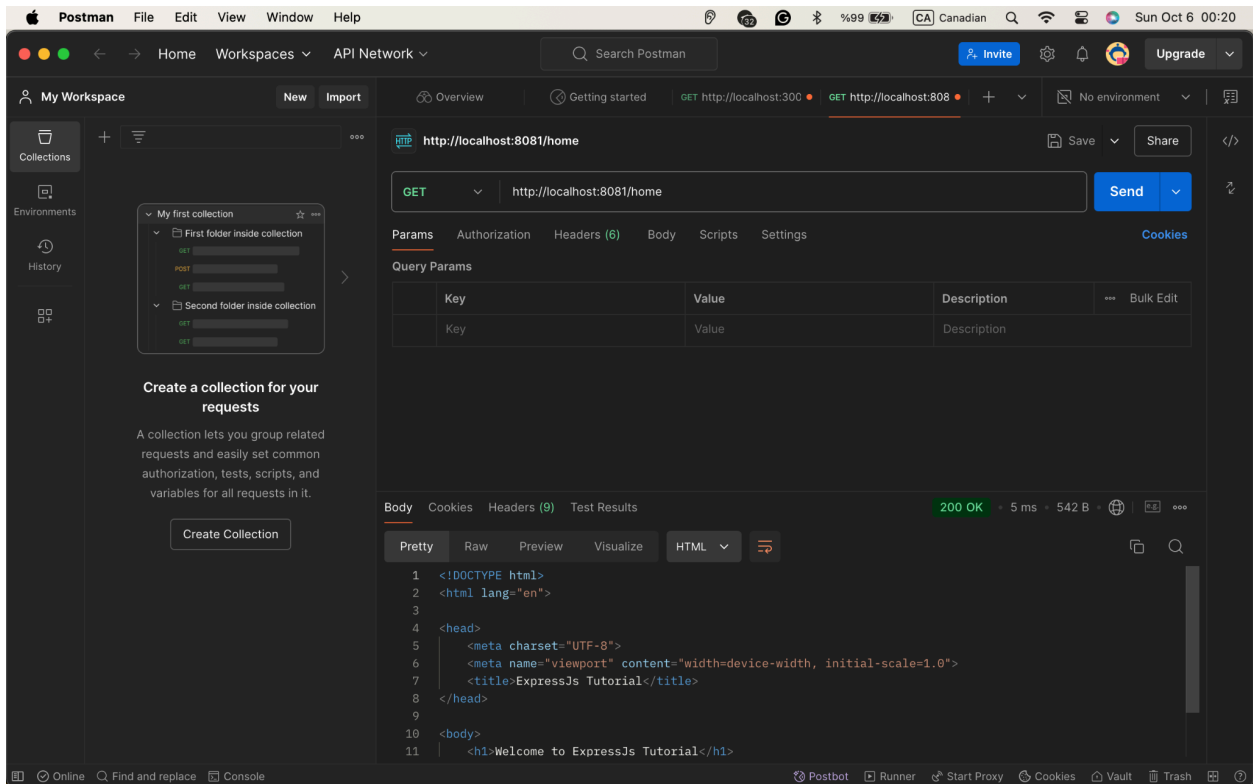 Postman File Edit View Window Help 32 %99 CA Canadian Sun Oct 6 00:20
Home Workspaces API Network Search Postman Invite Upgrade
My Workspace New Import Overview Getting started GET http://localhost:300 GET http://localhost:808 No environment
Collections
Environments
History
My first collection
First folder inside collection
GET
POST
GET
Second folder inside collection
GET
GET
Create a collection for your
requests
A collection lets you group related
requests and easily set common
authorization, tests, scripts, and
variables for all requests in it.
Create Collection
HTTP http://localhost:8081/home Save Share
GET http://localhost:8081/home Send
Params Authorization Headers (6) Body Scripts Settings Cookies
Query Params
Key Value Description Bulk Edit
Key Value Description
Body Cookies Headers (9) Test Results 200 OK 5 ms 542 B e.g.
Pretty Raw Preview Visualize HTML
1 <!DOCTYPE html>
2 <html lang="en">
3
4 <head>
5 <meta charset="UTF-8">
6 <meta name="viewport" content="width=device-width, initial-scale=1.0">
7 <title>ExpressJs Tutorial</title>
8 </head>
9
10 <body>
11 <h1>Welcome to ExpressJs Tutorial</h1>
Online Find and replace Console Postbot Runner Start Proxy Cookies Vault Trash